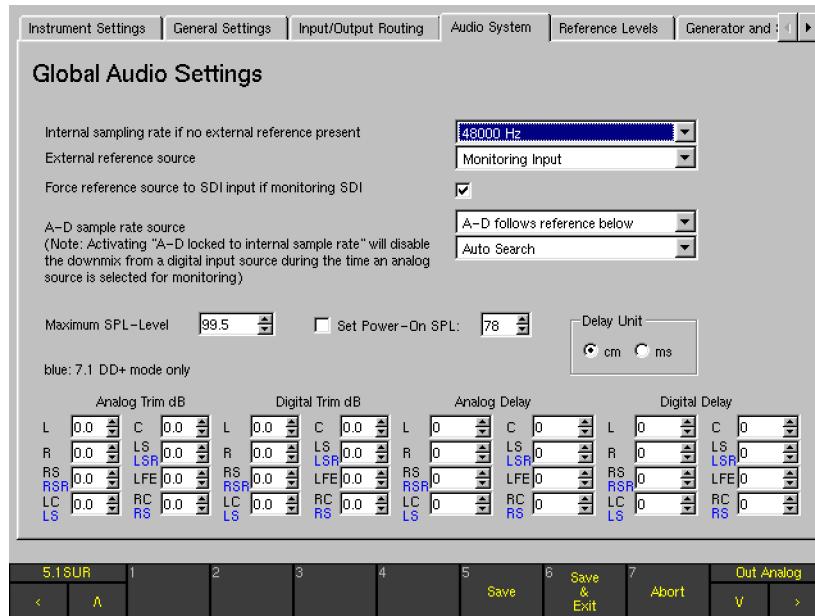 Instrument Settings General Settings Input/Output Routing Audio System Reference Levels Generator and
Global Audio Settings
Internal sampling rate if no external reference present 48000 Hz
External reference source Monitoring Input
Force reference source to SDI input if monitoring SDI
A-D sample rate source A-D follows reference below
(Note: Activating "A-D locked to internal sample rate" will disable Auto Search
the downmix from a digital input source during the time an analog
source is selected for monitoring)
Maximum SPL-Level 99.5 Set Power-On SPL: 78 Delay Unit
cm ms
blue: 7.1 DD+ mode only
Analog Trim dB Digital Trim dB Analog Delay Digital Delay
L 0.0 C 0.0 L 0.0 C 0.0 L 0 C 0 L 0 C 0
R 0.0 LS 0.0 R 0.0 LS 0.0 R 0 LS 0 R 0 LS 0
LSR LSR LSR LSR
RS 0.0 LFE 0.0 RS 0.0 LFE 0.0 RS 0 LFE 0 RS 0 LFE 0
RSR RSR RSR RSR
LC 0.0 RC 0.0 LC 0.0 RC 0.0 LC 0 RC 0 LC 0 RC 0
LS RS LS RS LS RS LS RS
5.1SUR 1 2 3 4 5 6 7 Out Analog
< Λ Save Save & Exit Abort V >